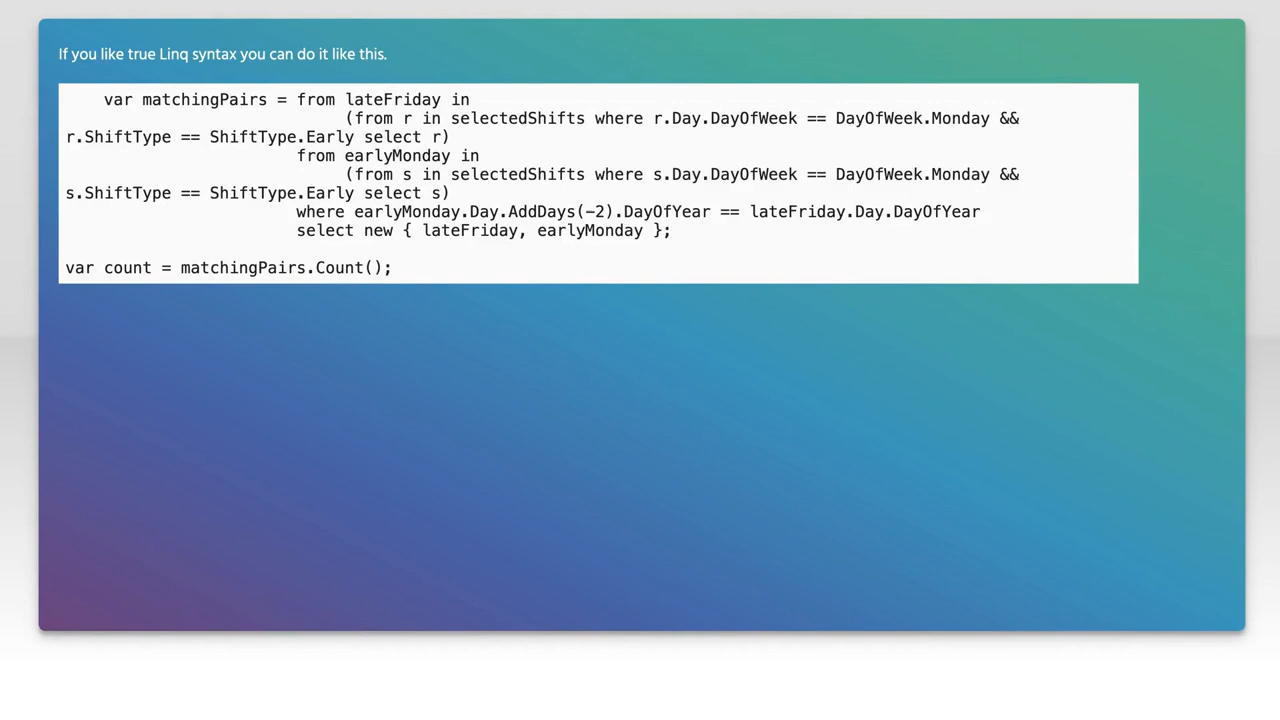 If you like true Linq syntax you can do it like this.
var matchingPairs = from lateFriday in
(from r in selectedShifts where r.Day.DayOfWeek == DayOfWeek.Monday &&
r.ShiftType == ShiftType.Early select r)
from earlyMonday in
(from s in selectedShifts where s.Day.DayOfWeek == DayOfWeek.Monday &&
s.ShiftType == ShiftType.Early select s)
where earlyMonday.Day.AddDays(-2).DayOfYear == lateFriday.Day.DayOfYear
select new { lateFriday, earlyMonday };
var count = matchingPairs.Count();